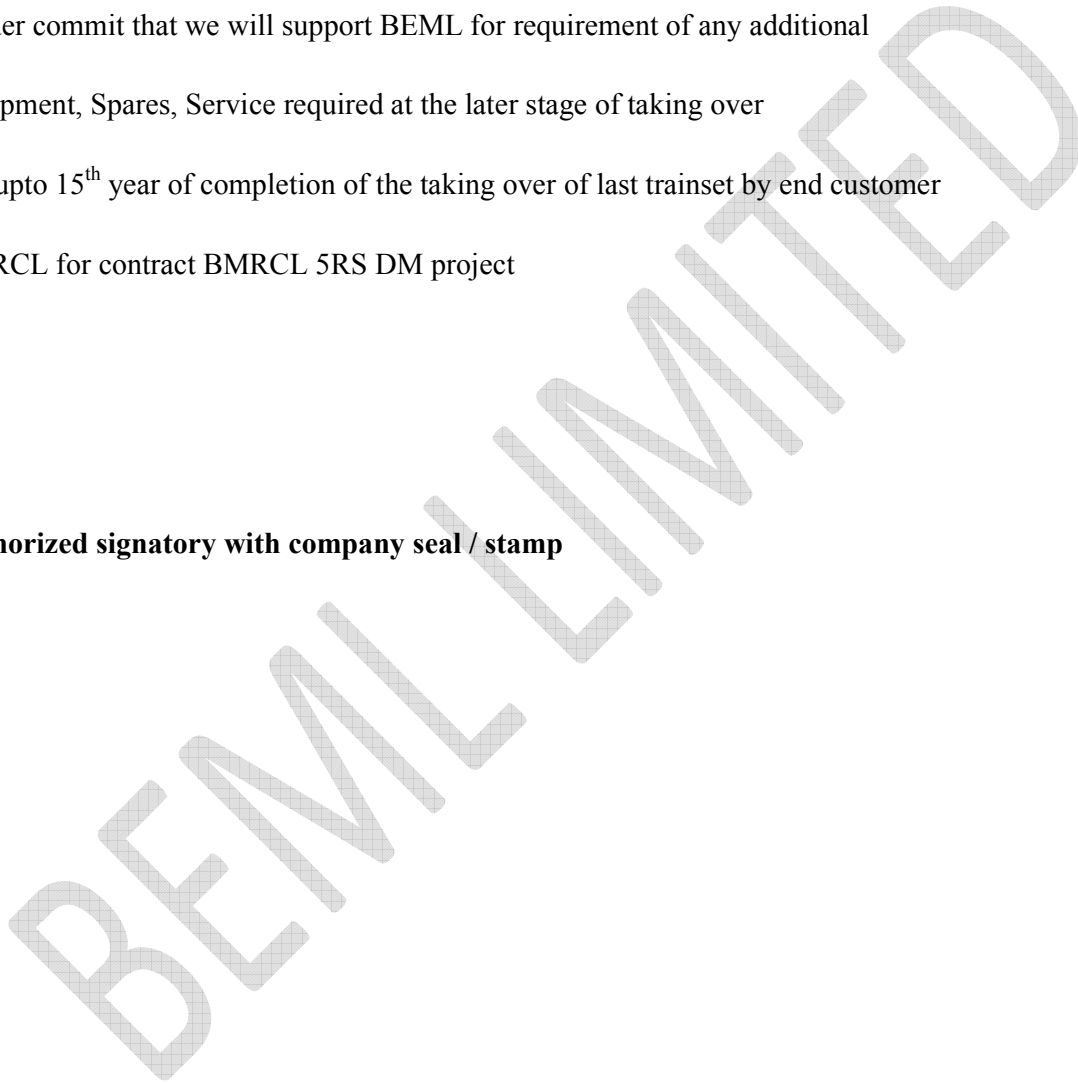 er commit that we will support BEML for requirement of any additional
pment, Spares, Service required at the later stage of taking over
upto 15th year of completion of the taking over of last trainset by end customer
RCL for contract BMRCL 5RS DM project
horized signatory with company seal / stamp
BEML LIMITED